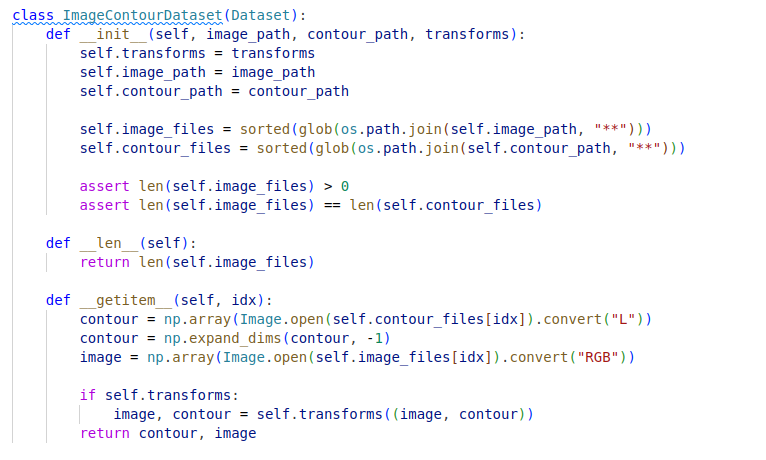 class ImageContourDataset(Dataset):
    def __init__(self, image_path, contour_path, transforms):
        self.transforms = transforms
        self.image_path = image_path
        self.contour_path = contour_path

        self.image_files = sorted(glob(os.path.join(self.image_path, "**")))
        self.contour_files = sorted(glob(os.path.join(self.contour_path, "**")))

        assert len(self.image_files) > 0
        assert len(self.image_files) == len(self.contour_files)

    def __len__(self):
        return len(self.image_files)

    def __getitem__(self, idx):
        contour = np.array(Image.open(self.contour_files[idx]).convert("L"))
        contour = np.expand_dims(contour, -1)
        image = np.array(Image.open(self.image_files[idx]).convert("RGB"))

        if self.transforms:
            image, contour = self.transforms((image, contour))
        return contour, image